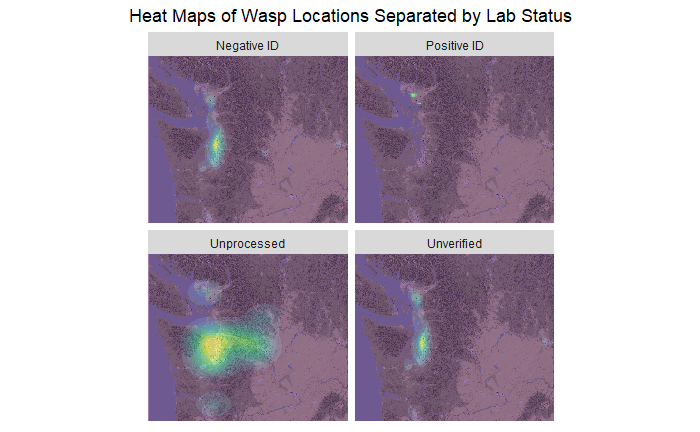 Heat Maps of Wasp Locations Separated by Lab Status
Negative ID
Positive ID
Unprocessed
Unverified